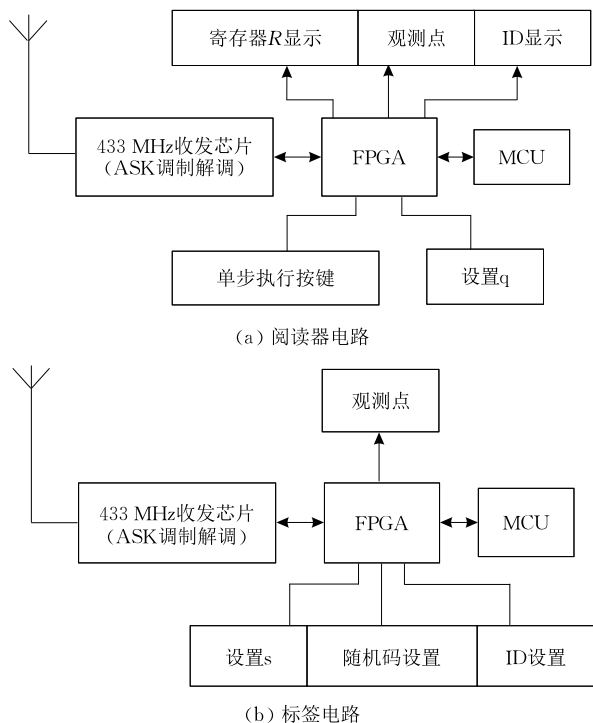 寄存器R显示
观测点
ID显示
433 MHz收发芯片
（ASK调制解调）
FPGA
MCU
单步执行按键
设置q
（a）阅读器电路
观测点
433 MHz收发芯片
（ASK调制解调）
FPGA
MCU
设置s
随机码设置
ID设置
（b）标签电路